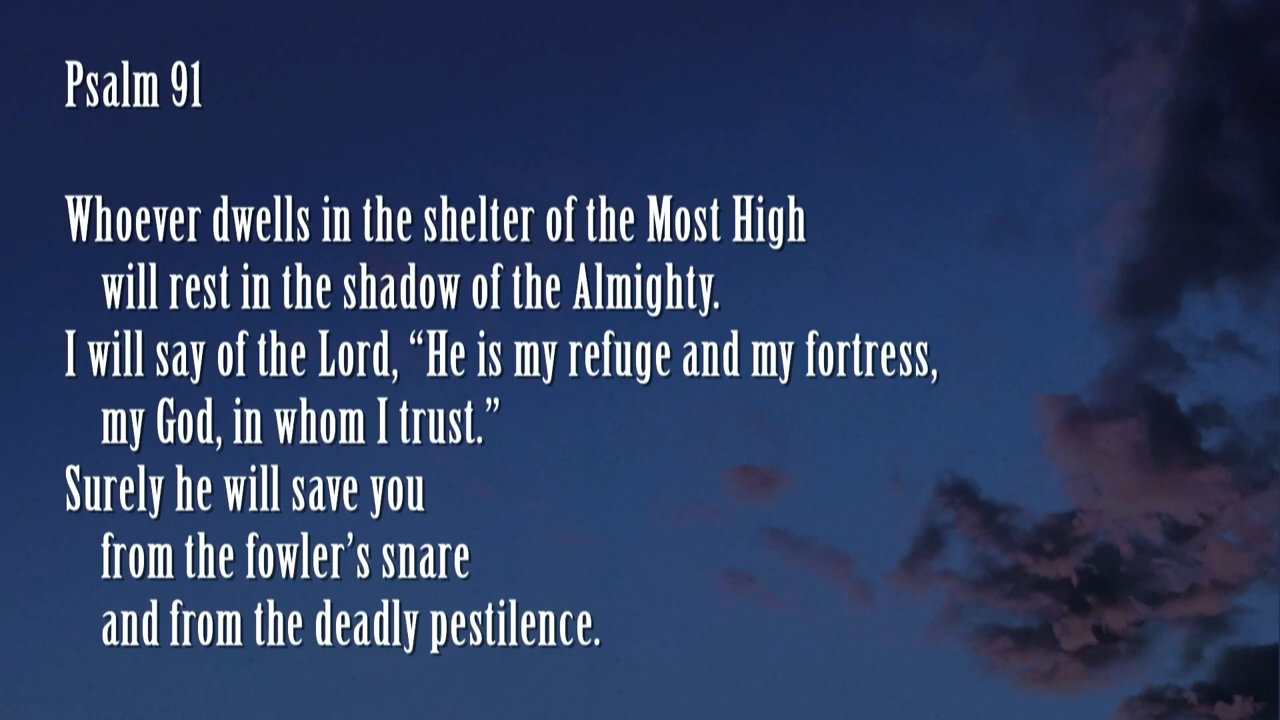 Psalm 91
Whoever dwells in the shelter of the Most High
will rest in the shadow of the Almighty.
I will say of the Lord, “He is my refuge and my fortress,
my God, in whom I trust.”
Surely he will save you
from the fowler’s snare
and from the deadly pestilence.